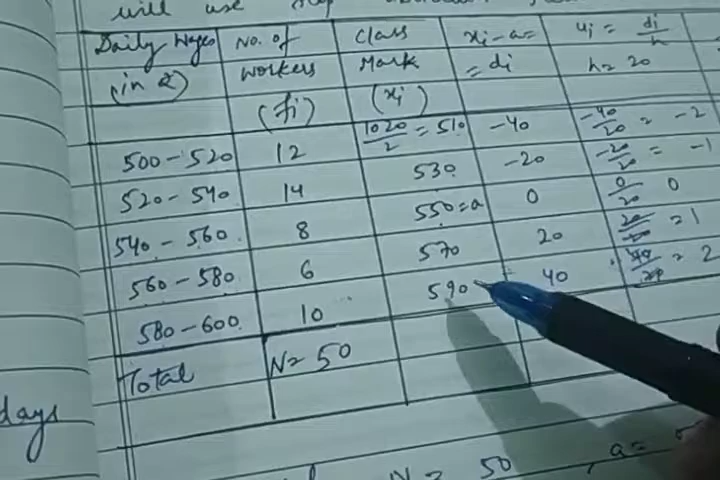 will use
Daily Wages No. of Class xi - a = ui = di/h
(in ₹) Workers Mark = di h = 20
(fi) (xi)
500-520 12 1020/2 = 510 -40 -40/20 = -2
520-540 14 530 -20 -20/20 = -1
540-560 8 550=a 0 0/20 0
560-580 6 570 20 20/20 = 1
580-600 10 590 40 40/20 = 2
Total N= 50
days
N = 50 , a =